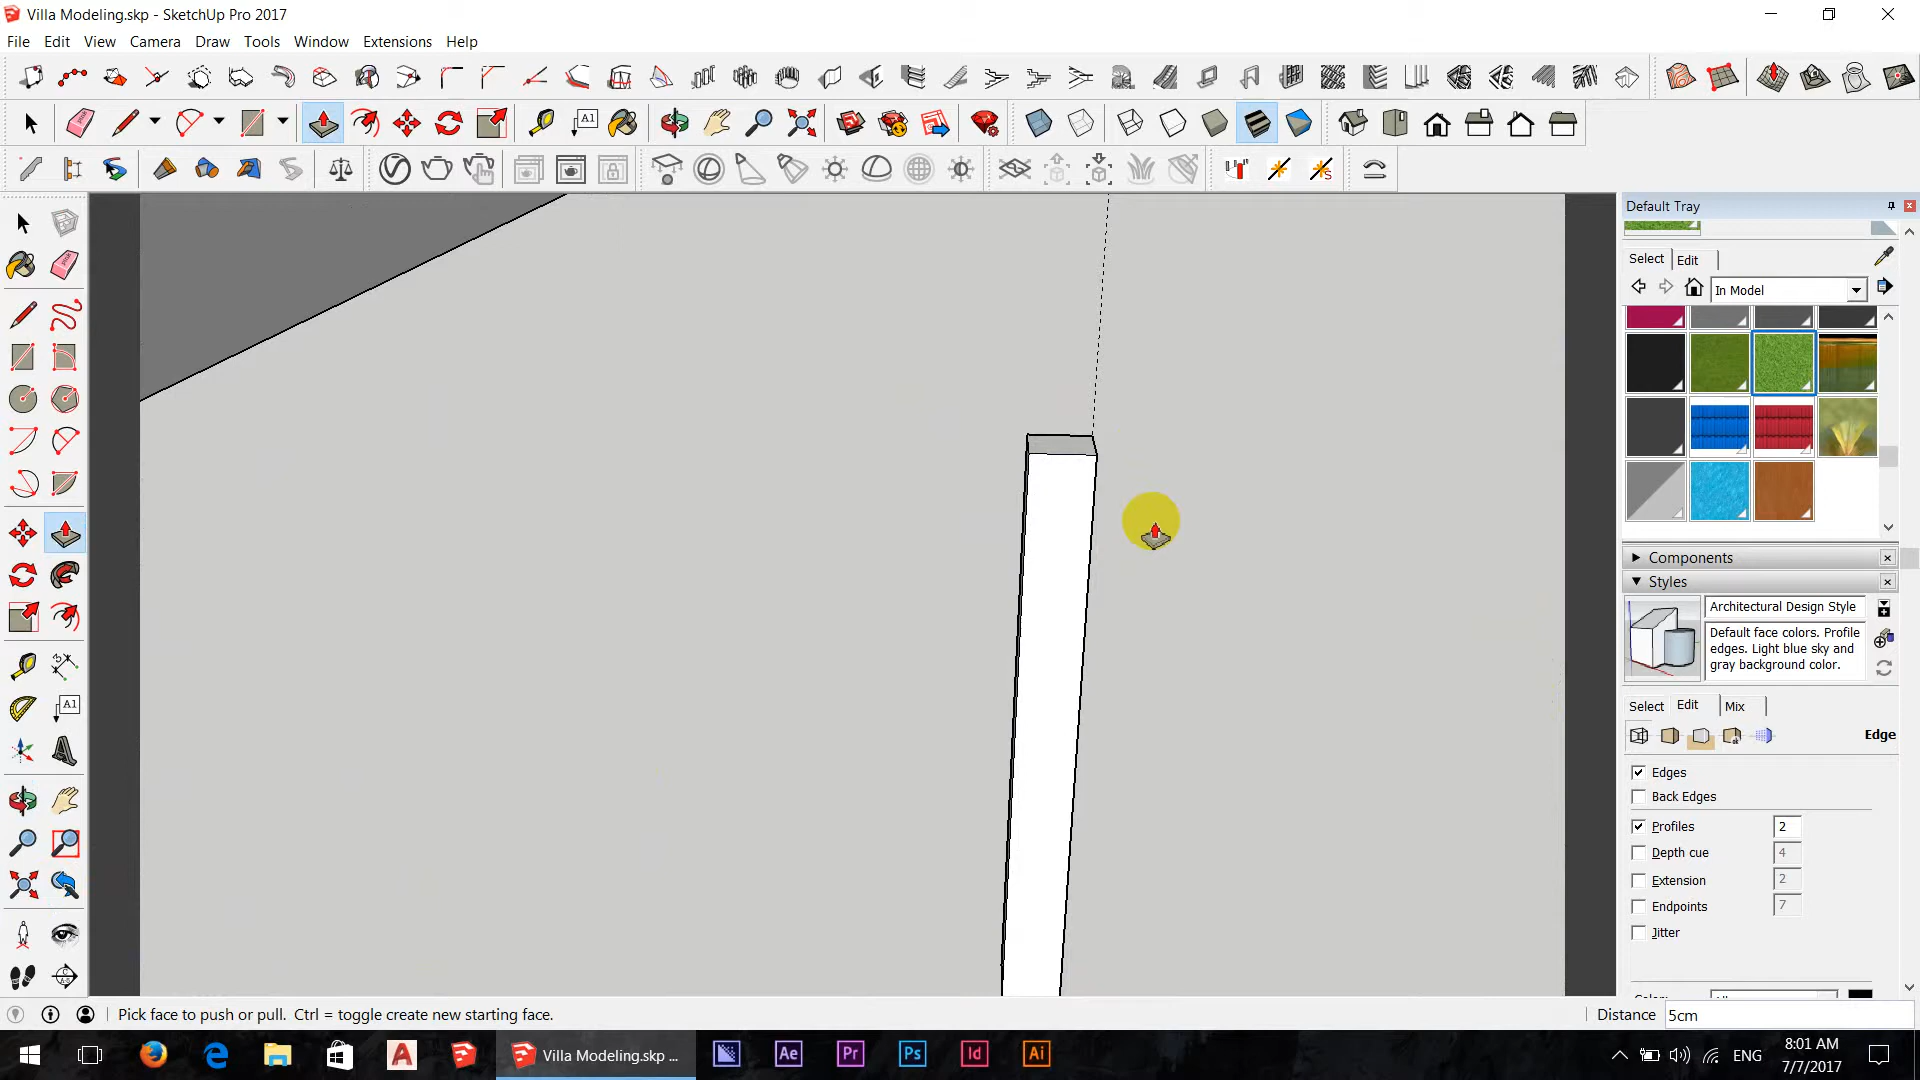 Villa Modeling.skp - SketchUp Pro 2017
File Edit View Camera Draw Tools Window Extensions Help
A1
Default Tray
Select Edit
In Model
Components
Styles
Architectural Design Style
Default face colors. Profile
edges. Light blue sky and
gray background color.
Select Edit Mix
Edge
Edges
Back Edges
Profiles 2
Depth cue 4
Extension 2
Endpoints 7
Jitter
A1
Pick face to push or pull. Ctrl = toggle create new starting face.
Distance 5cm
Villa Modeling.skp ...
Ae Pr Ps Id Ai
ENG
8:01 AM
7/7/2017